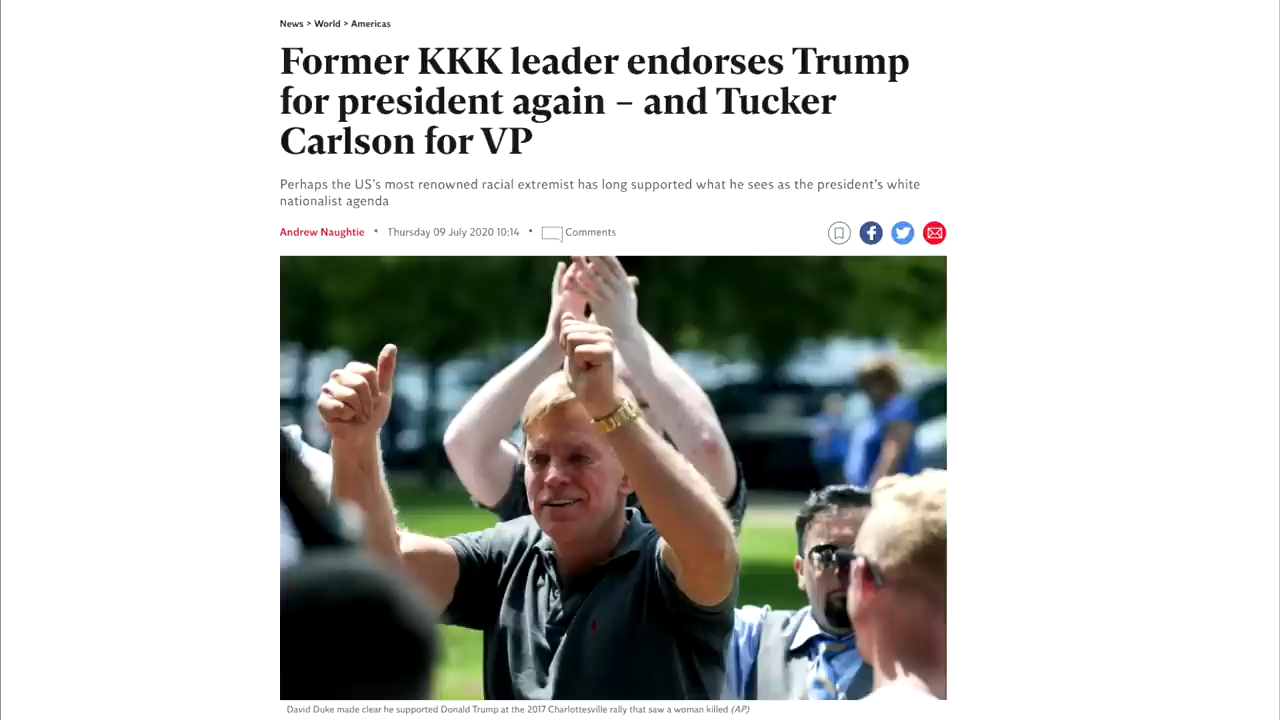 News > World > Americas
Former KKK leader endorses Trump
for president again – and Tucker
Carlson for VP
Perhaps the US's most renowned racial extremist has long supported what he sees as the president's white
nationalist agenda
Andrew Naughtie • Thursday 09 July 2020 10:14 • Comments
David Duke made clear he supported Donald Trump at the 2017 Charlottesville rally that saw a woman killed (AP)